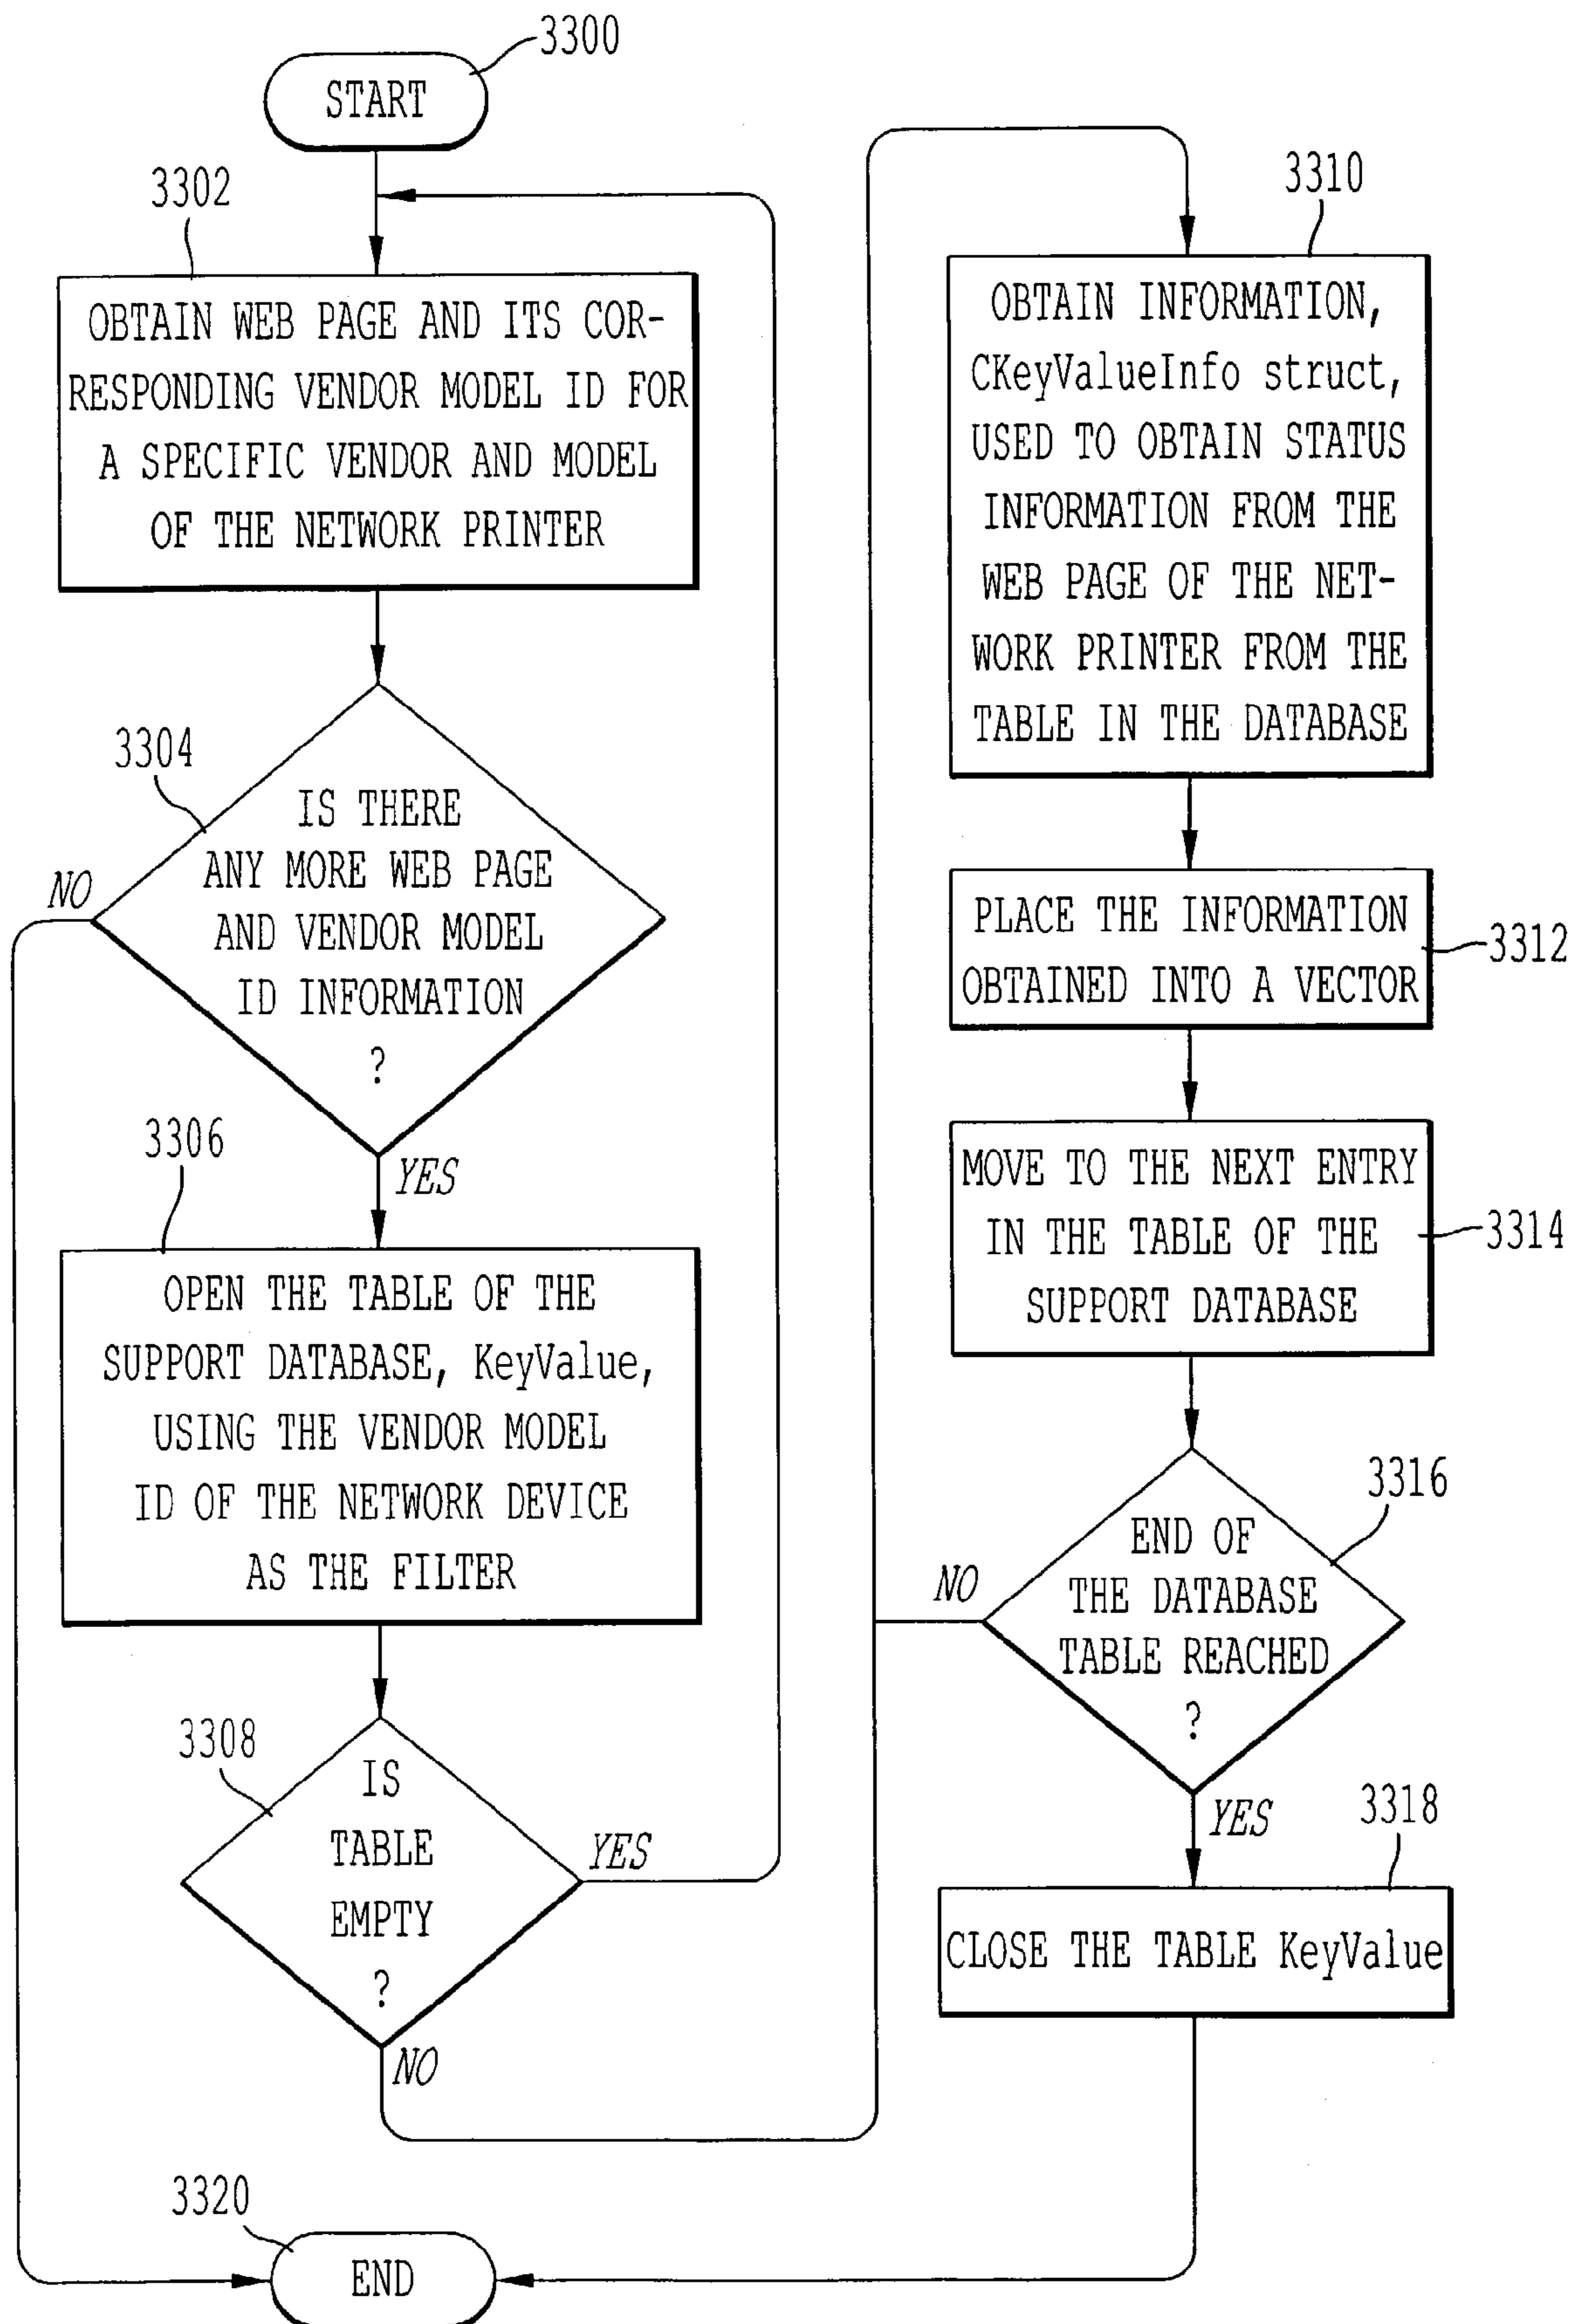 3300
START
3302
OBTAIN WEB PAGE AND ITS COR-
RESPONDING VENDOR MODEL ID FOR
A SPECIFIC VENDOR AND MODEL
OF THE NETWORK PRINTER
3304
IS THERE
ANY MORE WEB PAGE
AND VENDOR MODEL
ID INFORMATION
?
NO
YES
3306
OPEN THE TABLE OF THE
SUPPORT DATABASE, KeyValue,
USING THE VENDOR MODEL
ID OF THE NETWORK DEVICE
AS THE FILTER
3308
IS
TABLE
EMPTY
?
YES
NO
3310
OBTAIN INFORMATION,
CKeyValueInfo struct,
USED TO OBTAIN STATUS
INFORMATION FROM THE
WEB PAGE OF THE NET-
WORK PRINTER FROM THE
TABLE IN THE DATABASE
PLACE THE INFORMATION
OBTAINED INTO A VECTOR
3312
MOVE TO THE NEXT ENTRY
IN THE TABLE OF THE
SUPPORT DATABASE
3314
3316
END OF
THE DATABASE
TABLE REACHED
?
NO
YES
3318
CLOSE THE TABLE KeyValue
3320
END